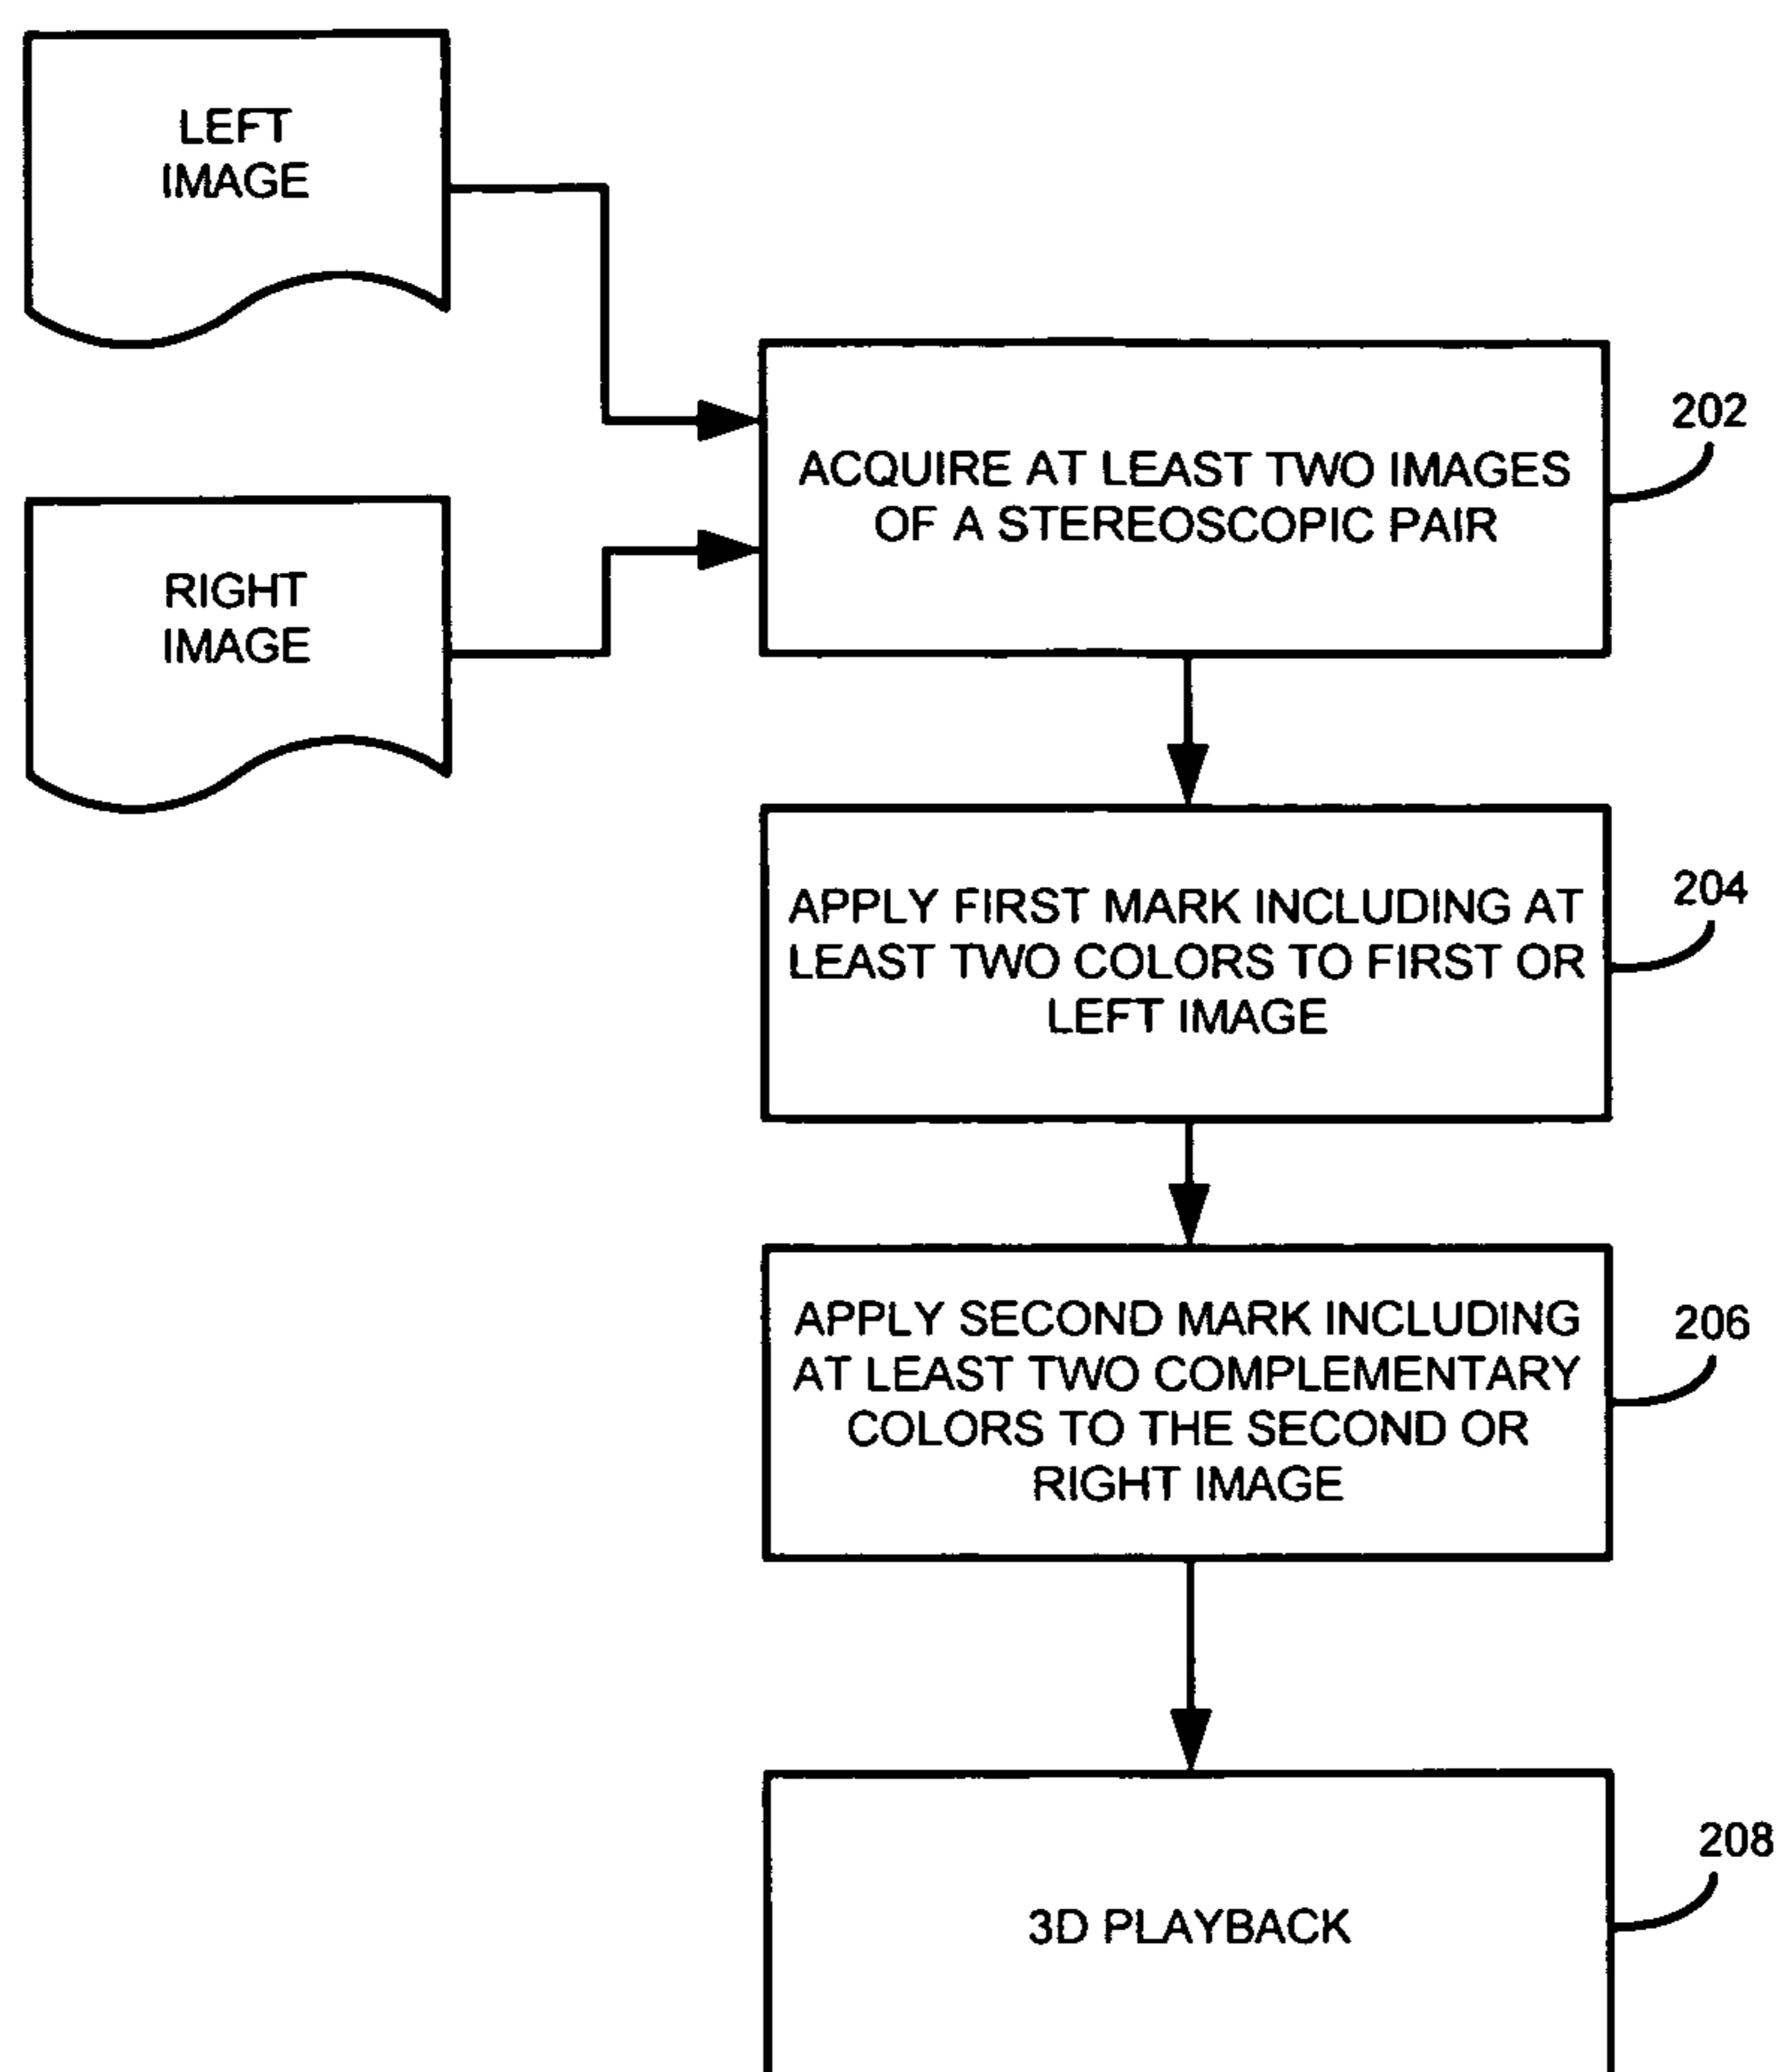 LEFT
IMAGE
RIGHT
IMAGE
ACQUIRE AT LEAST TWO IMAGES
OF A STEREOSCOPIC PAIR
202
APPLY FIRST MARK INCLUDING AT
LEAST TWO COLORS TO FIRST OR
LEFT IMAGE
204
APPLY SECOND MARK INCLUDING
AT LEAST TWO COMPLEMENTARY
COLORS TO THE SECOND OR
RIGHT IMAGE
206
3D PLAYBACK
208